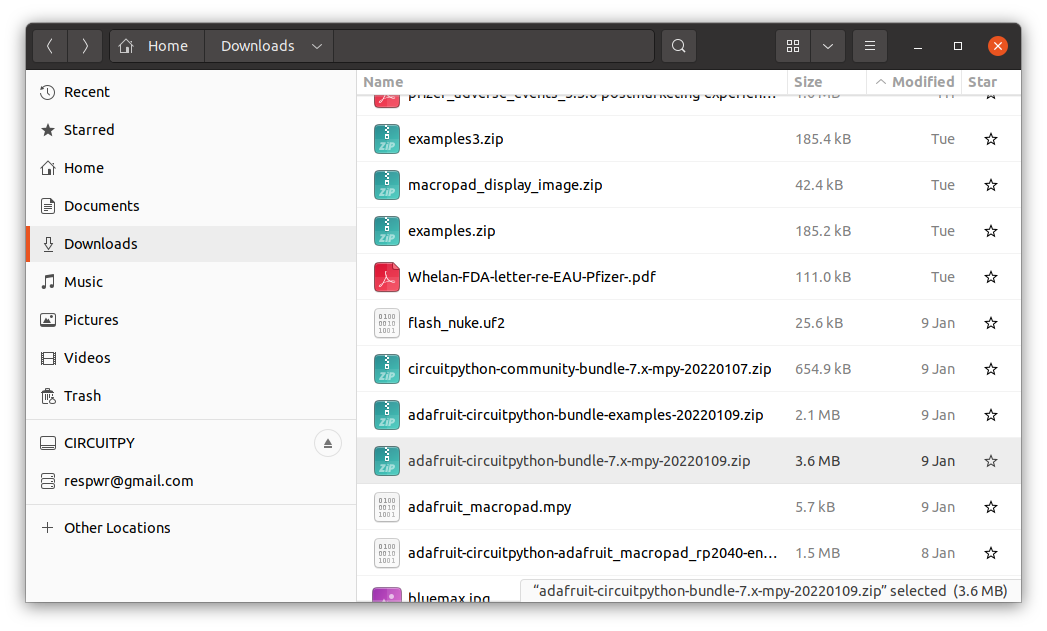 Home Downloads
Name Size Modified Star
Recent
Starred
Home
Documents
Downloads
Music
Pictures
Videos
Trash
CIRCUITPY
respwr@gmail.com
Other Locations
pfizer_adverse_events_5.3.6-postmarketing-experien…
examples3.zip 185.4 kB Tue
macropad_display_image.zip 42.4 kB Tue
examples.zip 185.2 kB Tue
Whelan-FDA-letter-re-EAU-Pfizer-.pdf 111.0 kB Tue
flash_nuke.uf2 25.6 kB 9 Jan
circuitpython-community-bundle-7.x-mpy-20220107.zip 654.9 kB 9 Jan
adafruit-circuitpython-bundle-examples-20220109.zip 2.1 MB 9 Jan
adafruit-circuitpython-bundle-7.x-mpy-20220109.zip 3.6 MB 9 Jan
adafruit_macropad.mpy 5.7 kB 9 Jan
adafruit-circuitpython-adafruit_macropad_rp2040-en… 1.5 MB 8 Jan
bluemax.jpg
“adafruit-circuitpython-bundle-7.x-mpy-20220109.zip” selected (3.6 MB)